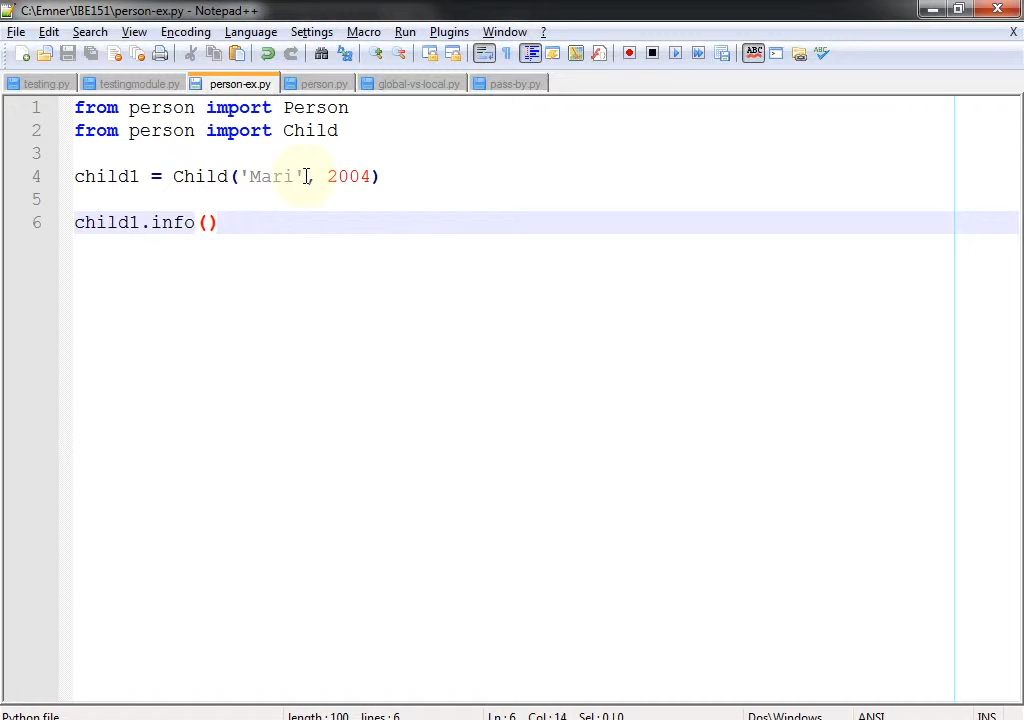 C:\Emner\IBE151\person-ex.py - Notepad++
File Edit Search View Encoding Language Settings Macro Run Plugins Window ? X
testing.py testingmodule.py person-ex.py person.py global-vs-local.py pass-by.py
1 from person import Person
2 from person import Child
3
4 child1 = Child('Mari', 2004)
5
6 child1.info()
Python file length : 100 lines : 6 Ln : 6 Col : 14 Sel : 0 | 0 Dos\Windows ANSI INS